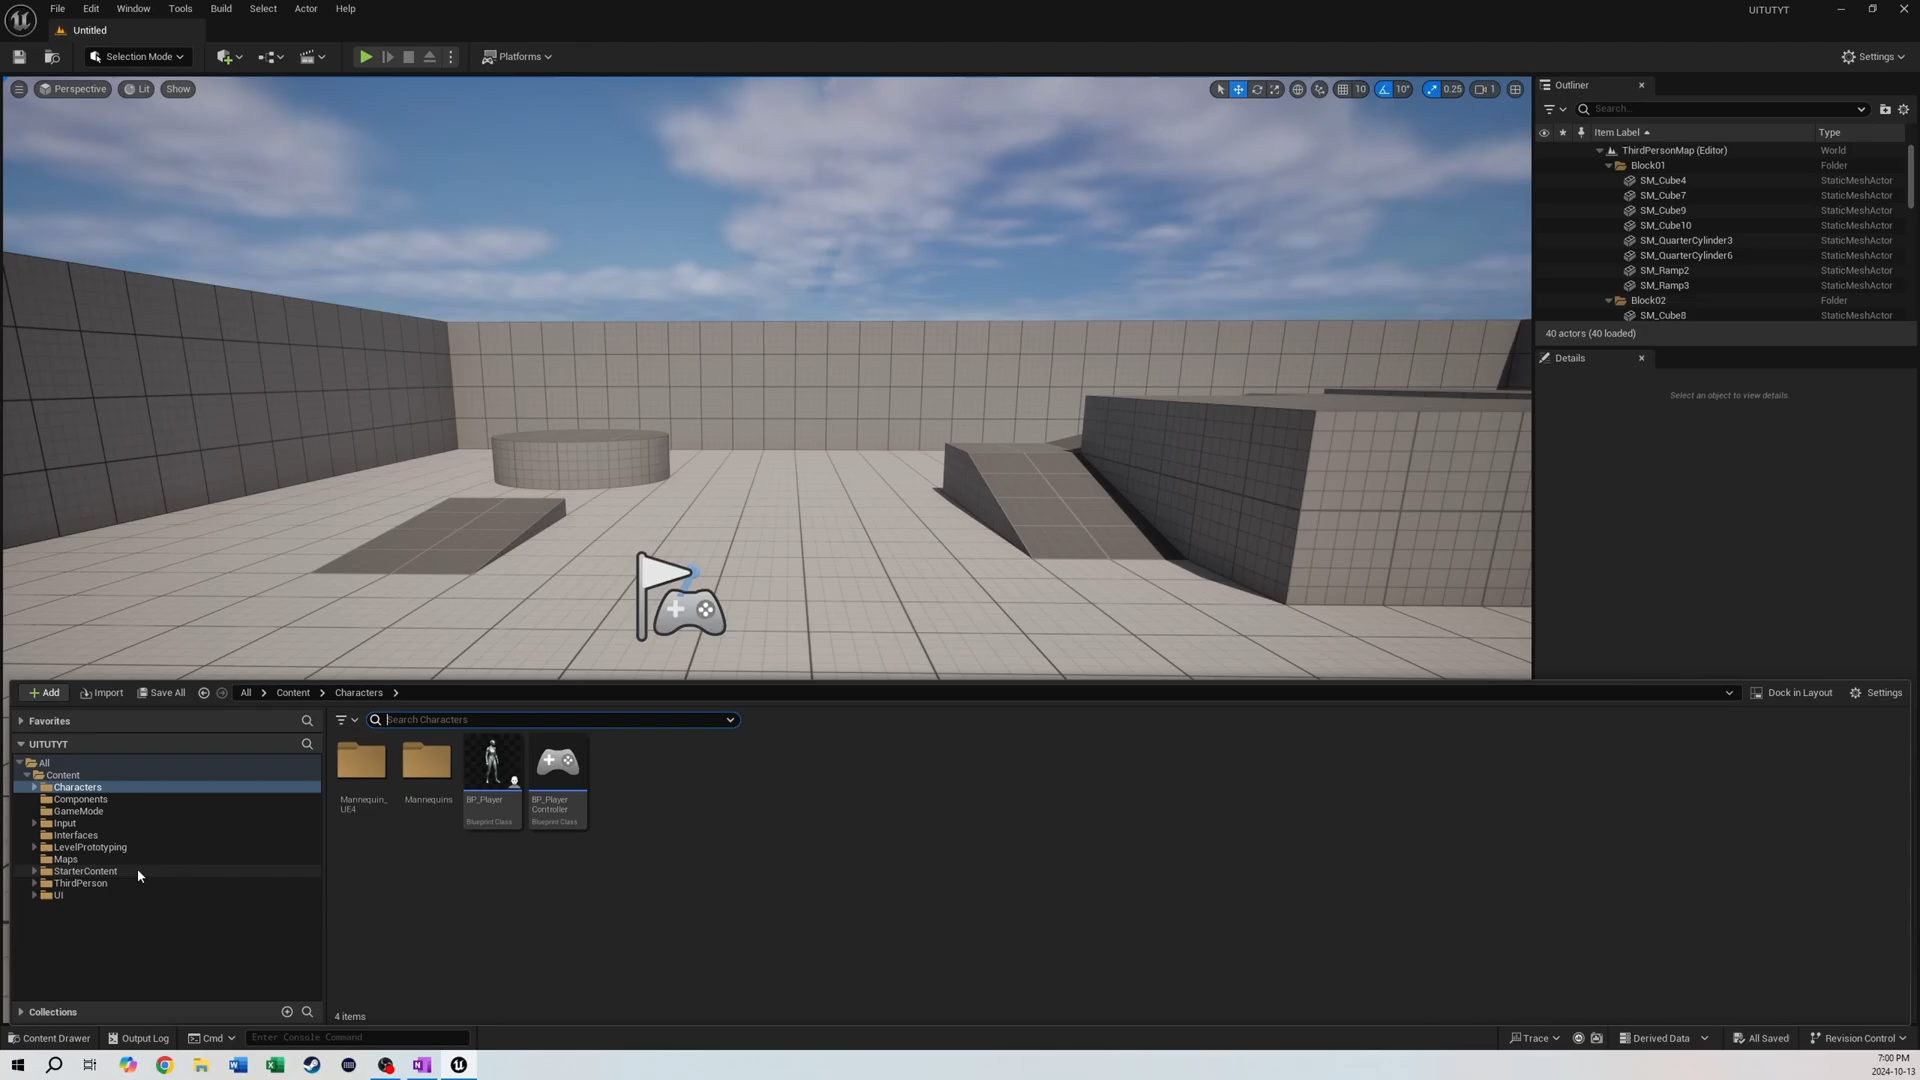 File Edit Window Tools Build Select Actor Help
UITUTYT
Untitled
Selection Mode
Platforms
Settings
Perspective
Lit
Show
10
10°
0.25
1
Outliner
Search...
Item Label
Type
ThirdPersonMap (Editor) World
Block01 Folder
SM_Cube4 StaticMeshActor
SM_Cube7 StaticMeshActor
SM_Cube9 StaticMeshActor
SM_Cube10 StaticMeshActor
SM_QuarterCylinder3 StaticMeshActor
SM_QuarterCylinder6 StaticMeshActor
SM_Ramp2 StaticMeshActor
SM_Ramp3 StaticMeshActor
Block02 Folder
SM_Cube8 StaticMeshActor
40 actors (40 loaded)
Details
Select an object to view details.
Add
Import
Save All
All
Content
Characters
Dock in Layout
Settings
Favorites
UITUTYT
All
Content
Characters
Components
GameMode
Input
Interfaces
LevelPrototyping
Maps
StarterContent
ThirdPerson
UI
Collections
Search Characters
Mannequin_
UE4
Mannequins
BP_Player
Blueprint Class
BP_Player
Controller
Blueprint Class
4 items
Content Drawer
Output Log
Cmd
Enter Console Command
Trace
Derived Data
All Saved
Revision Control
7:00 PM
2024-10-13